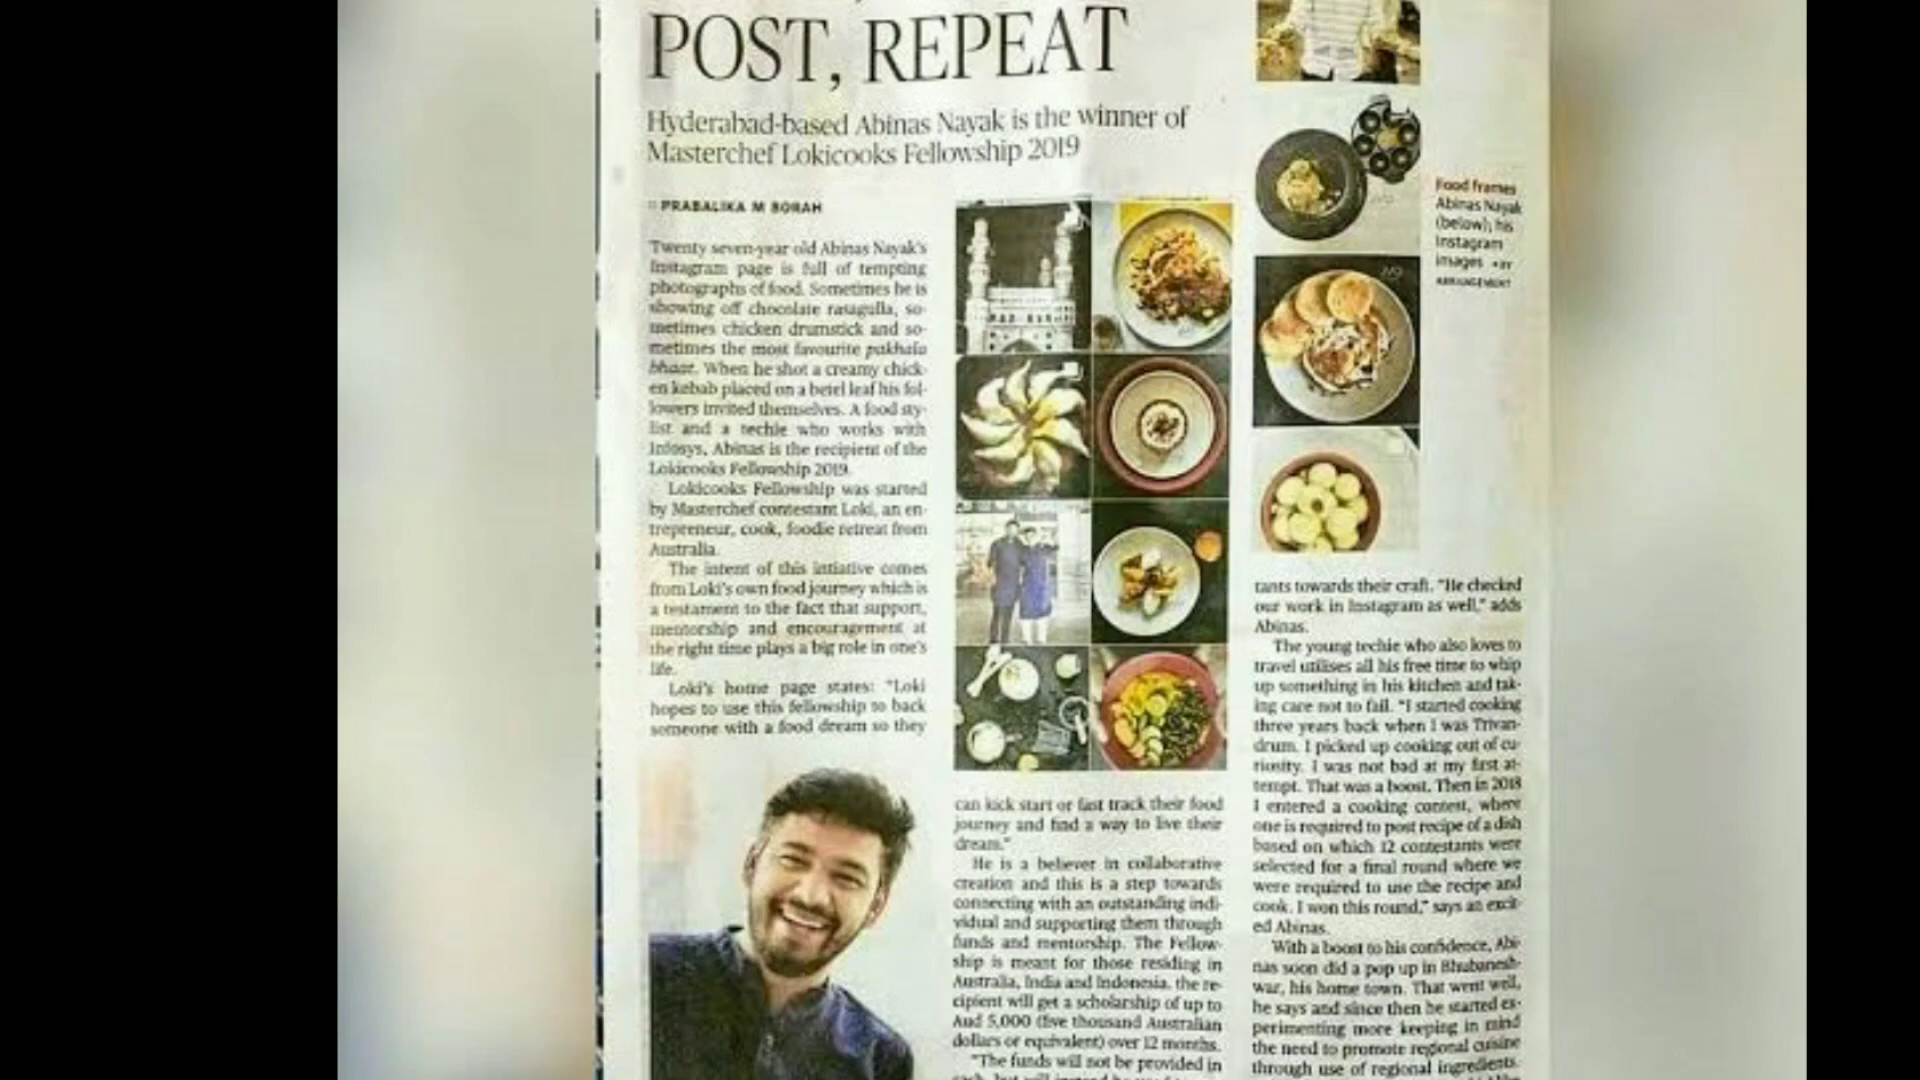 POST, REPEAT
Hyderabad-based Abinas Nayak is the winner of
Masterchef Lokicooks Fellowship 2019
PRABALIKA M BORAH
Twenty seven-year old Abinas Nayak's
Instagram page is full of tempting
photographs of food. Sometimes he is
showing off chocolate rasagulla, so-
metimes chicken drumstick and so-
metimes the most favourite pakhala
bhaat. When he shot a creamy chick-
en kebab placed on a betel leaf his fol-
lowers invited themselves. A food sty-
list and a techie who works with
Infosys, Abinas is the recipient of the
Lokicooks Fellowship 2019.
Lokicooks Fellowship was started
by Masterchef contestant Loki, an en-
trepreneur, cook, foodie retreat from
Australia.
The intent of this intiative comes
from Loki's own food journey which is
a testament to the fact that support,
mentorship and encouragement at
the right time plays a big role in one's
life.
Loki's home page states: "Loki
hopes to use this fellowship to back
someone with a food dream so they
can kick start or fast track their food
journey and find a way to live their
dream."
He is a believer in collaborative
creation and this is a step towards
connecting with an outstanding indi-
vidual and supporting them through
funds and mentorship. The Fellow-
ship is meant for those residing in
Australia, India and Indonesia. the re-
cipient will get a scholarship of up to
Aud 5,000 (five thousand Australian
dollars or equivalent) over 12 months.
"The funds will not be provided in
Food frames
Abinas Nayak
(below); his
Instagram
images •BY
ARRANGEMENT
tants towards their craft. "He checked
our work in Instagram as well," adds
Abinas.
The young techie who also loves to
travel utilises all his free time to whip
up something in his kitchen and tak-
ing care not to fail. "I started cooking
three years back when I was Trivan-
drum. I picked up cooking out of cu-
riosity. I was not bad at my first at-
tempt. That was a boost. Then in 2018
I entered a cooking contest, where
one is required to post recipe of a dish
based on which 12 contestants were
selected for a final round where we
were required to use the recipe and
cook. I won this round," says an excit-
ed Abinas.
With a boost to his confidence, Abi-
nas soon did a pop up in Bhubanesh-
war, his home town. That went well,
he says and since then he started ex-
perimenting more keeping in mind
the need to promote regional cuisine
through use of regional ingredients.